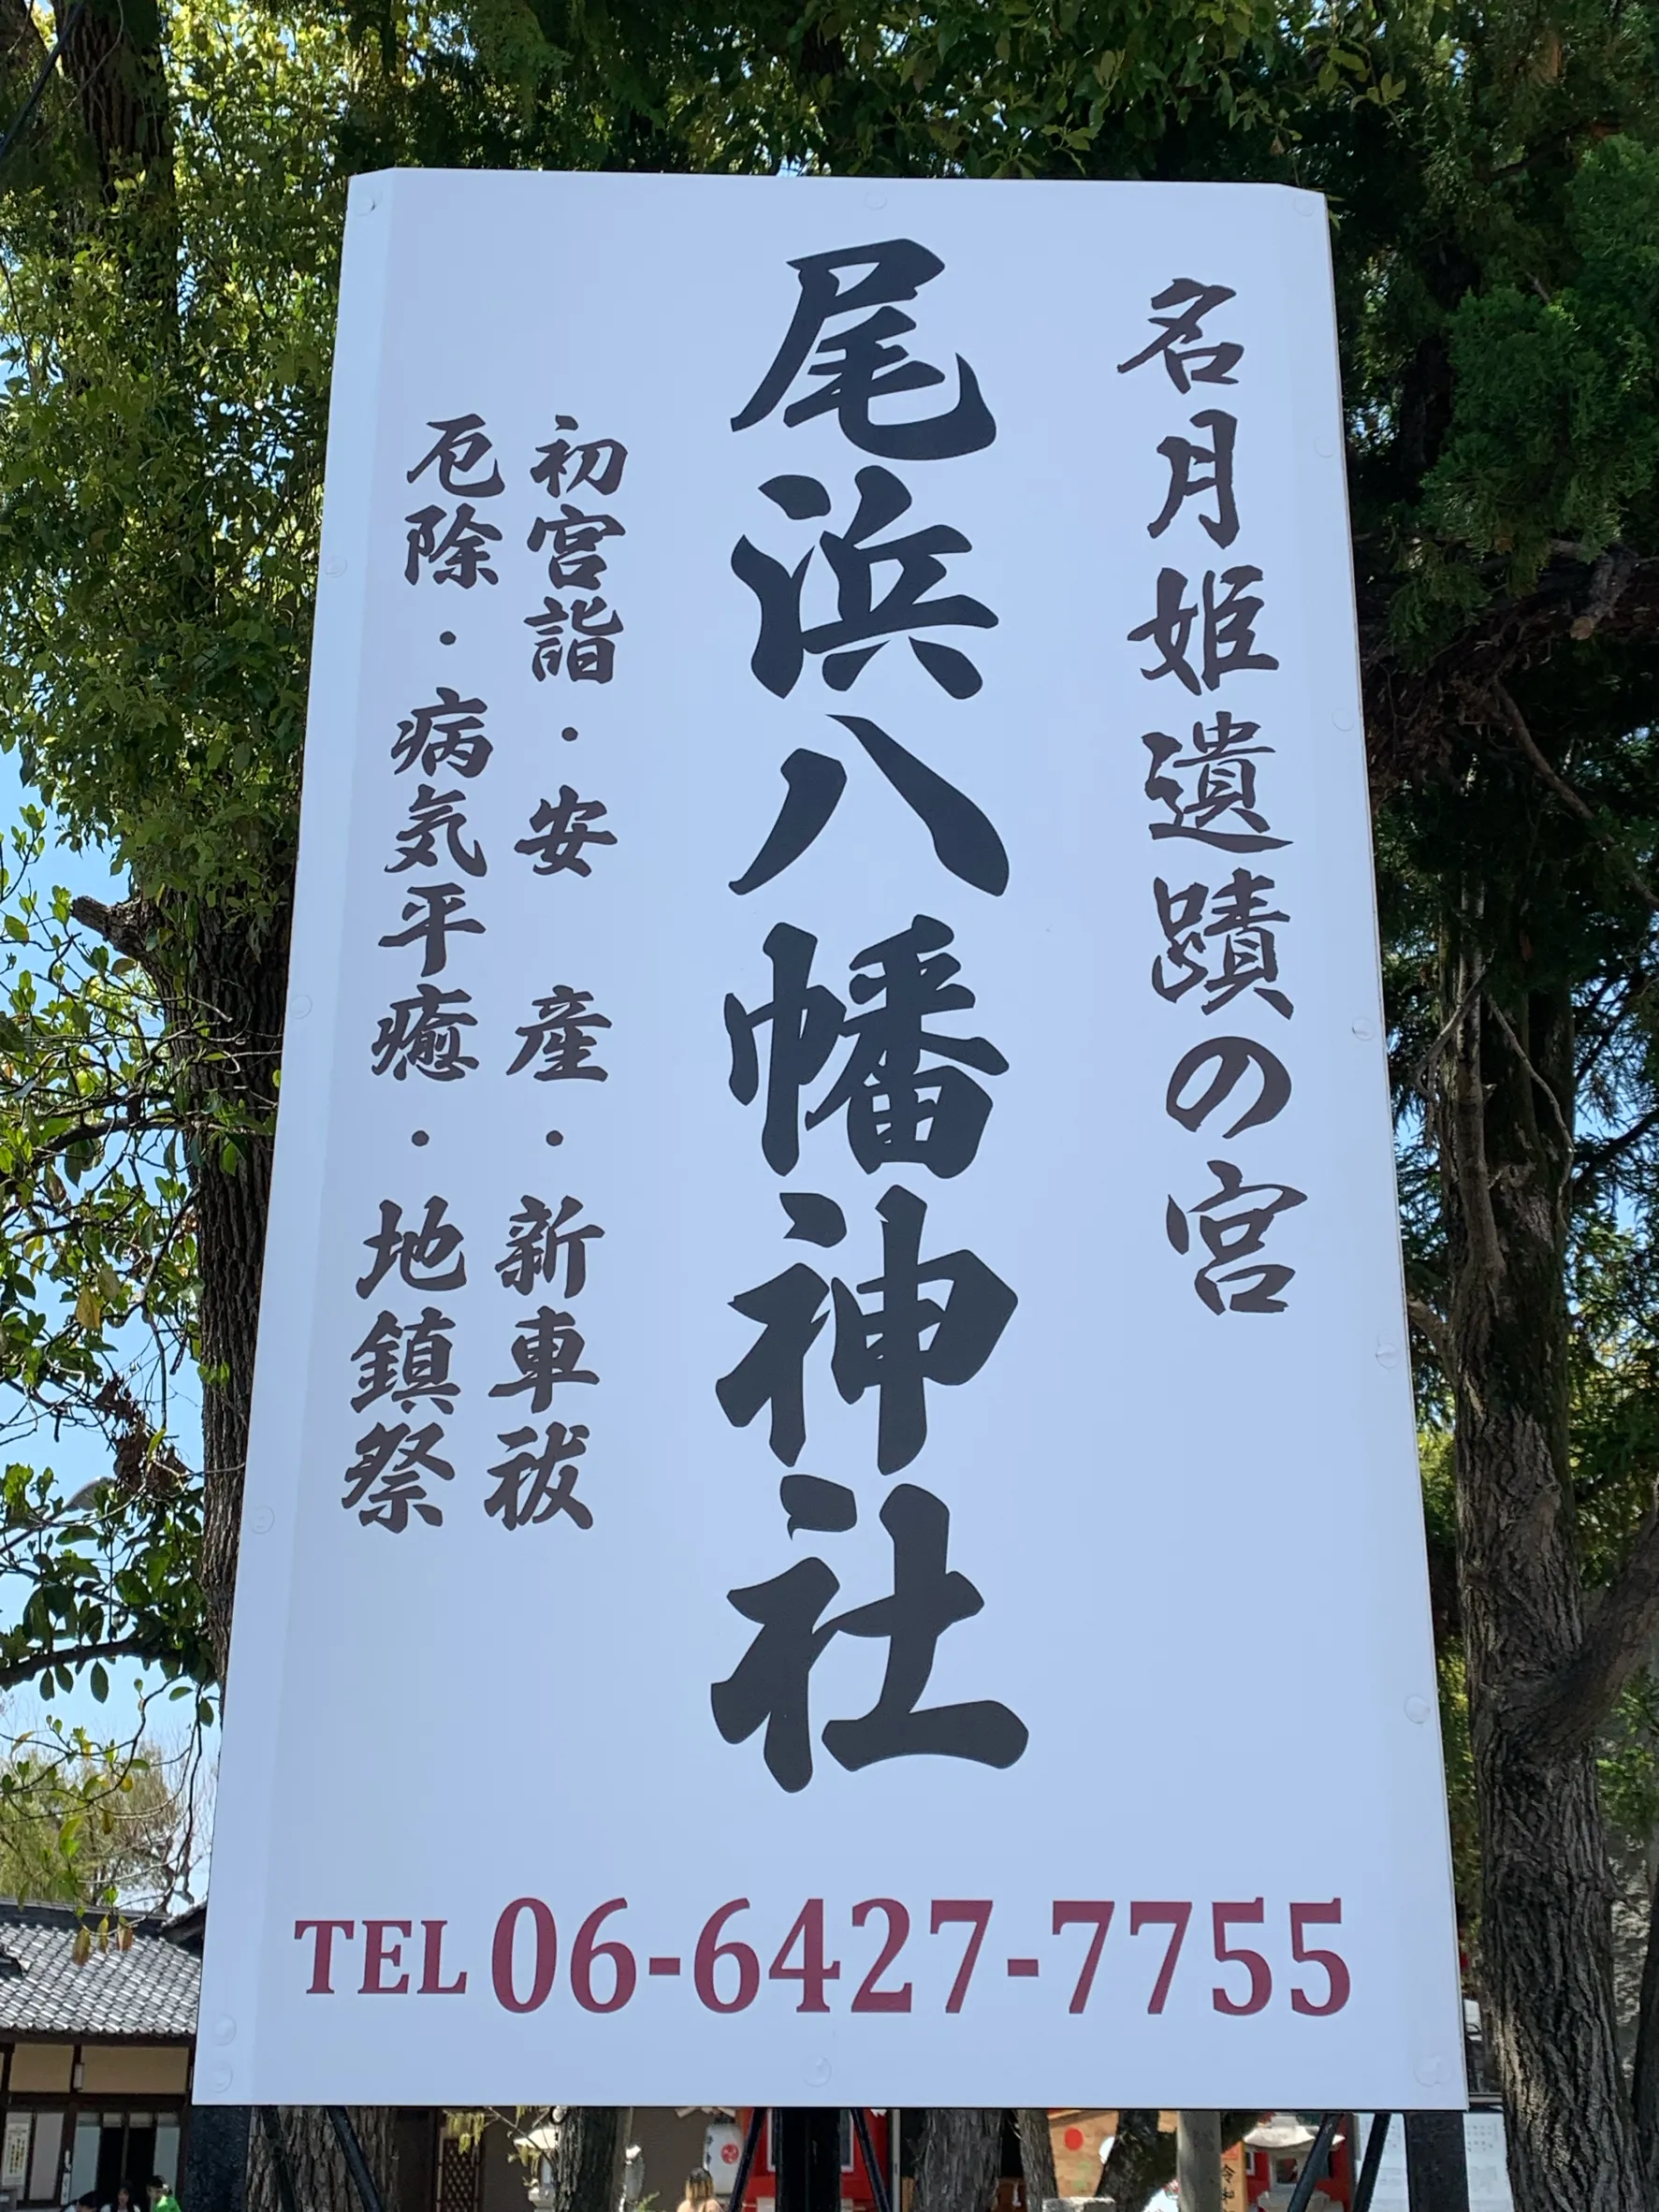 名月姫遺蹟の宮
尾浜八幡神社
初宮詣・安産・新車祓
厄除・病気平癒・地鎮祭
TEL 06-6427-7755